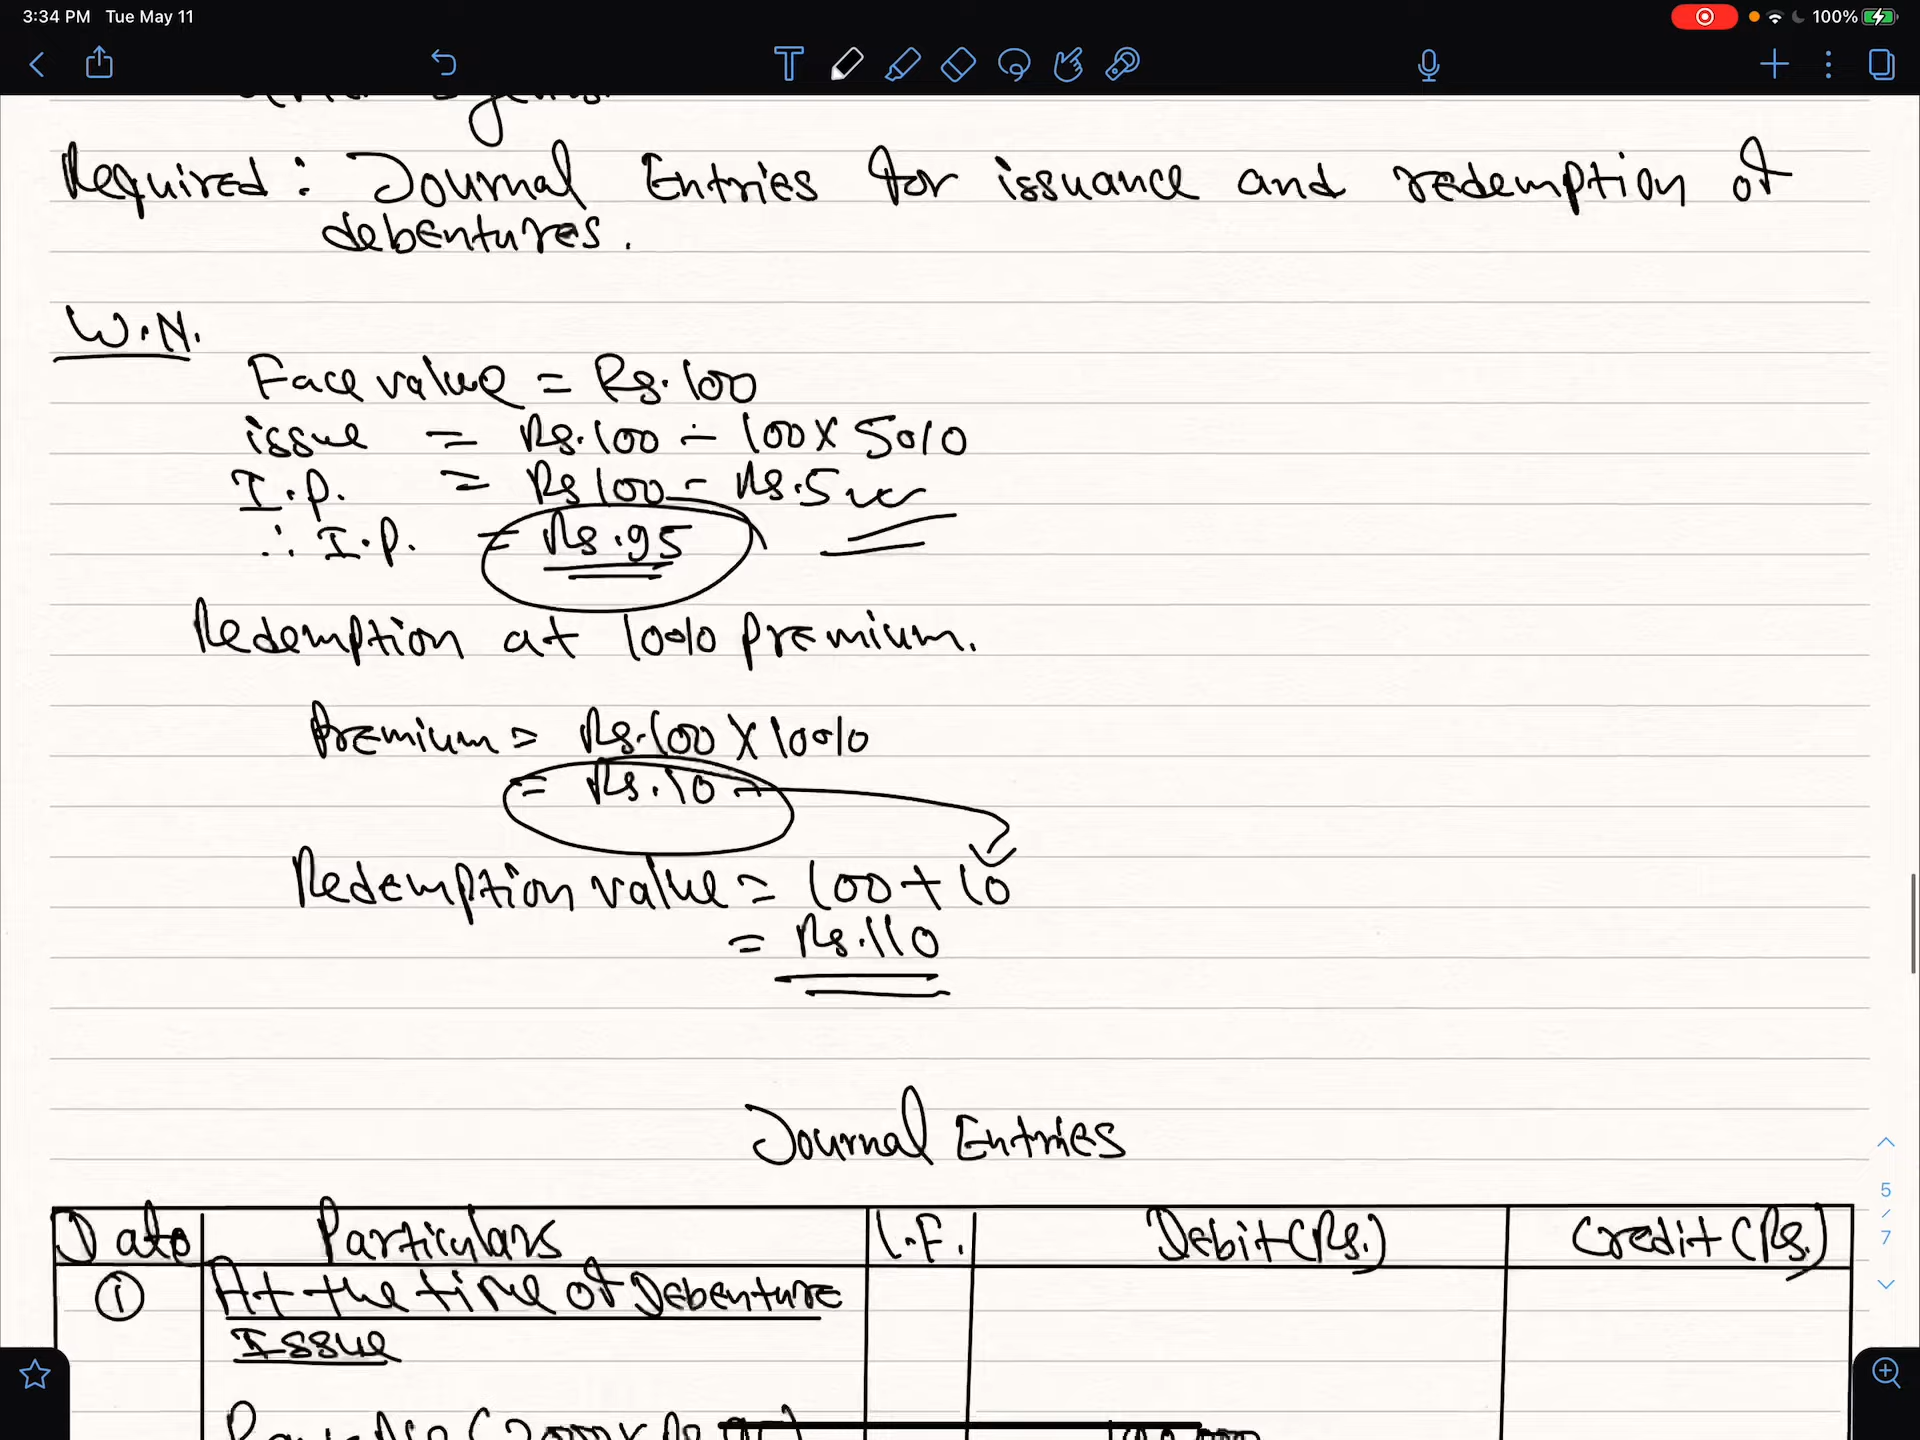 3:34 PM Tue May 11
100%
Required : Journal Entries for issuance and redemption of
debentures.
W.N.
Face value = Rs.100
issue = Rs.100 - 100 X 5%
I.P. = Rs 100 - Rs.5
∴ I.P. = Rs.95
Redemption at 10% premium.
Premium = Rs.100 X 10%
= Rs.10
Redemption value = 100 + 10
= Rs.110
Journal Entries
Date Particulars L.F. Debit (Rs.) Credit (Rs.)
① At the time of Debenture
Issue
5
/
7